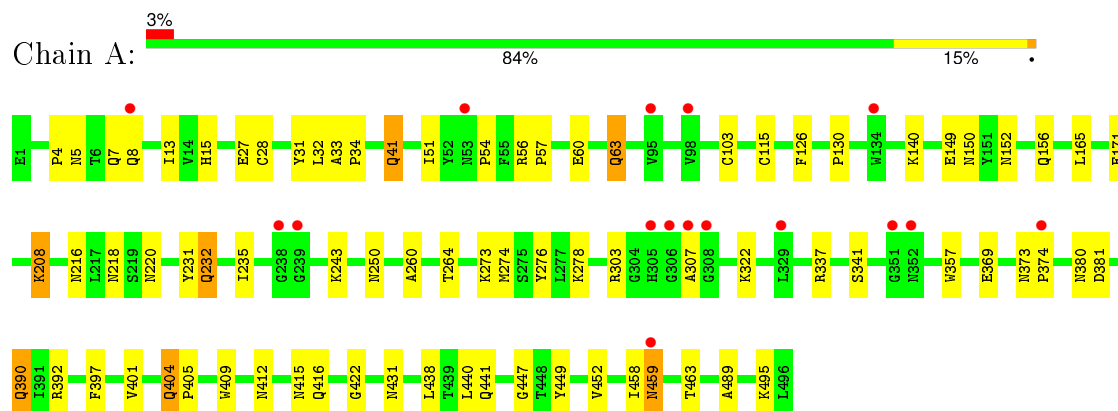 3%
Chain A:
84% 15% •
E1 P4 N5 T6 Q7 Q8 I13 V14 H15 E27 C28 Y31 L32 A33 P34 Q41 I51 Y52 N53 P54 F55 R56 P57 E60 Q63 V95 V98 C103 C115 F126 P130 W134 K140 E149 N150 Y151 N152 Q156 L165
K208 N216 L217 N218 S219 N220 Y231 Q232 I235 G238 G239 K243 N250 A260 T264 K273 M274 S275 Y276 L277 K278 R303 G304 H305 G306 A307 G308 K322 L329 R337 S341 G351 N352 W357 E369 N373 P374 N380 D381
Q390 I391 R392 F397 V401 Q404 P405 W409 N412 N415 Q416 G422 N431 L438 T439 L440 Q441 G447 T448 Y449 V452 I458 N459 T463 A489 K495 L496